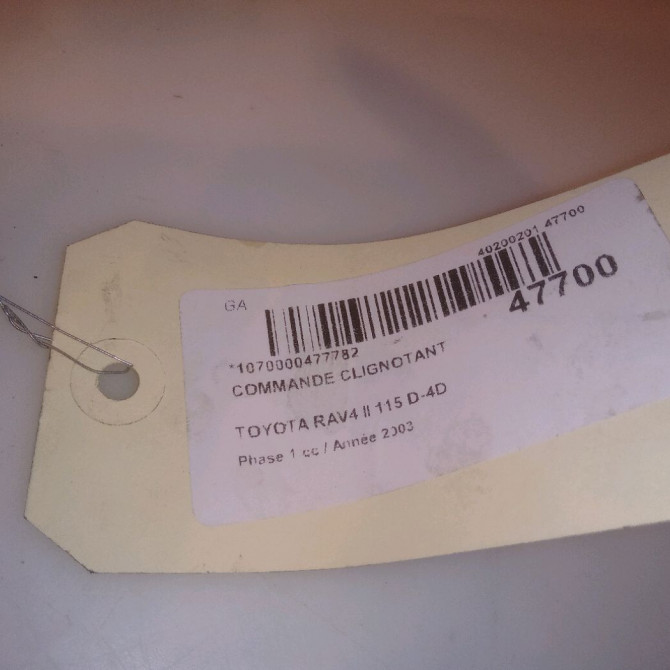 40200201 47700
GA
47700
*1070000477782
COMMANDE CLIGNOTANT
TOYOTA RAV4 II 115 D-4D
Phase 1 cc / Année 2003